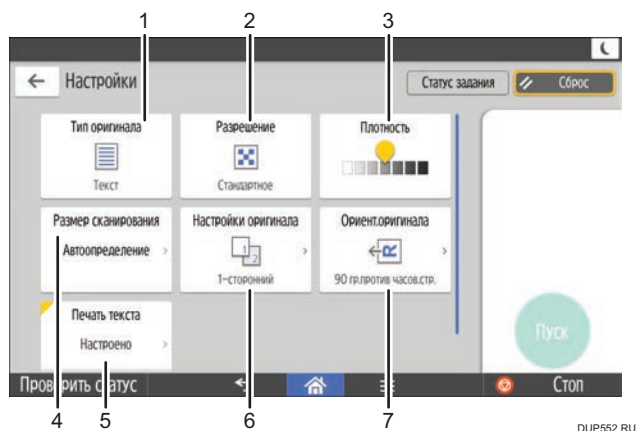 1 2 3
Настройки
Статус задания
Сброс
Тип оригинала
Текст
Разрешение
Стандартное
Плотность
Размер сканирования
Автоопределение
Настройки оригинала
1
2
1-сторонний
Ориент.оригинала
R
90 гр.против часов.стр.
Печать текста
Настроено
Пуск
Проверить статус
Стоп
4 5 6 7
DUP552 RU